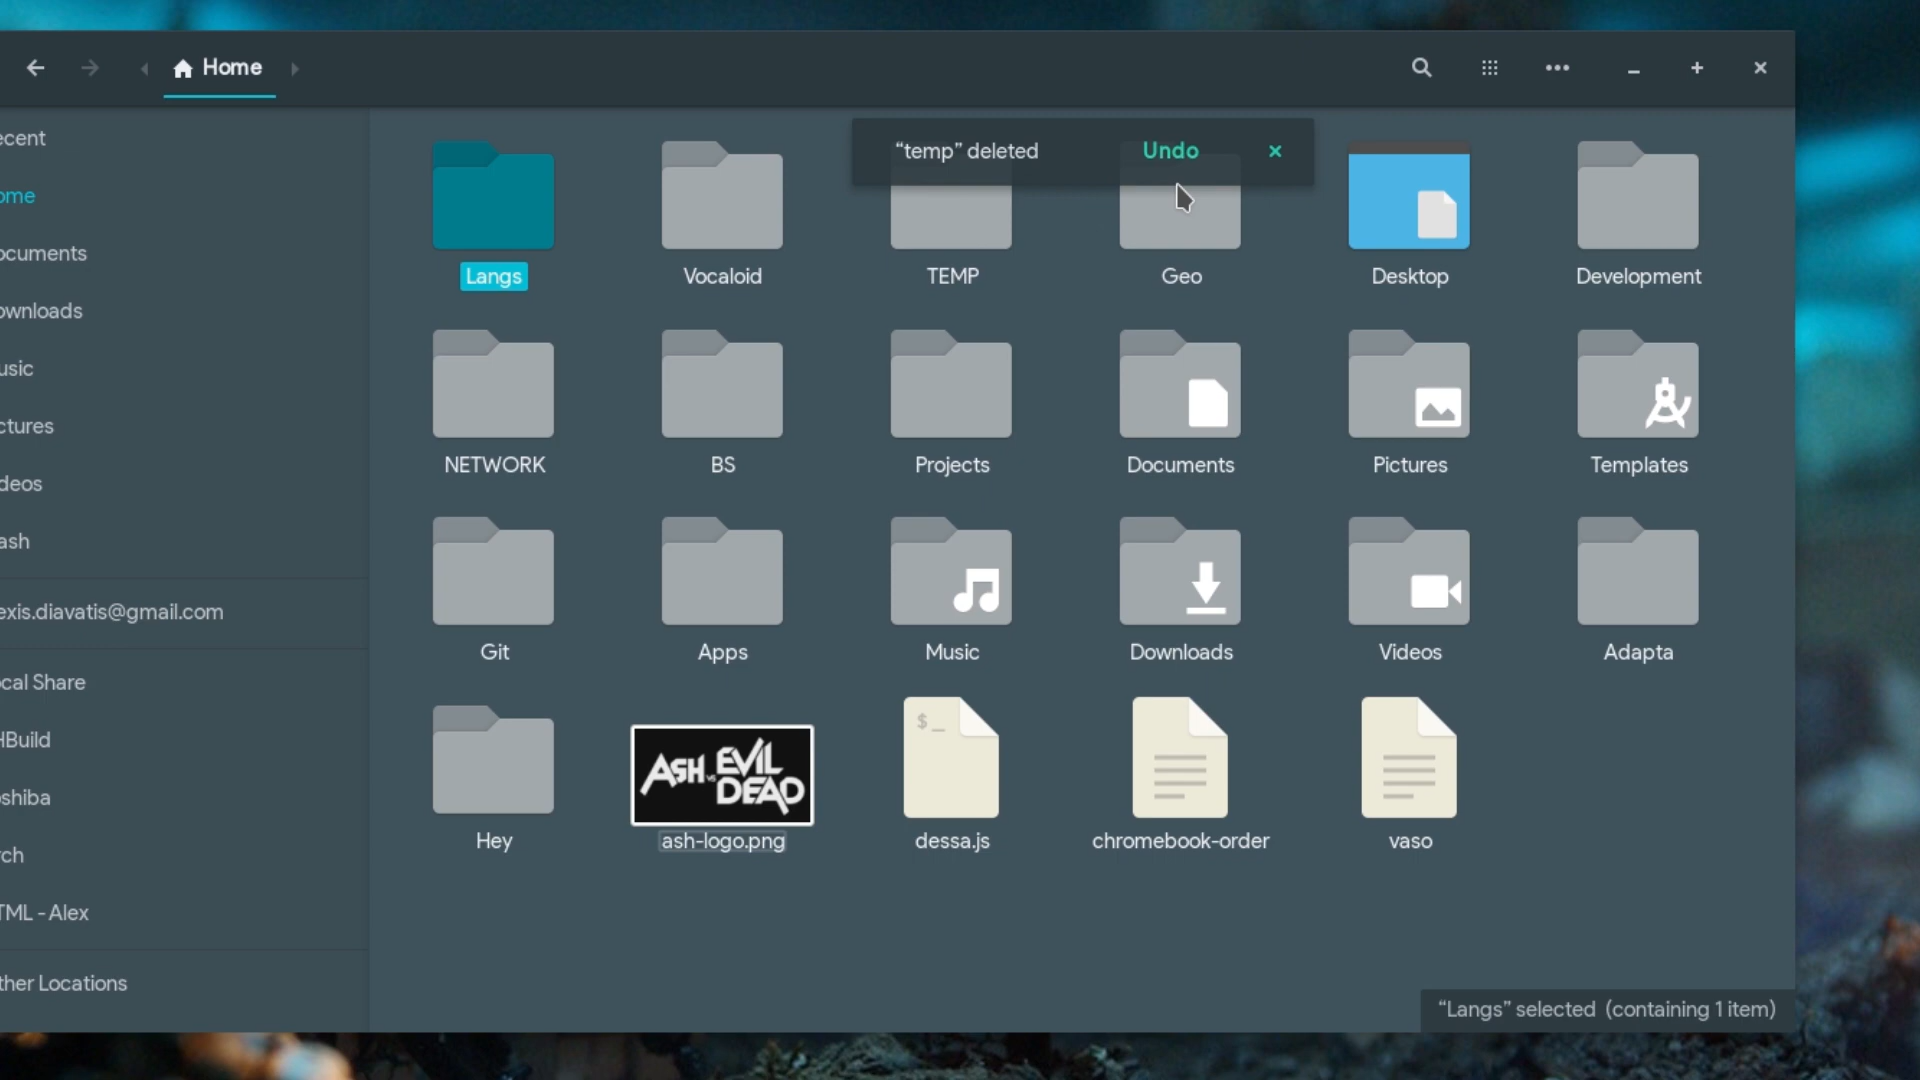 Home
ecent
ome
ocuments
ownloads
usic
ctures
deos
ash
exis.diavatis@gmail.com
cal Share
HBuild
shiba
rch
TML - Alex
ther Locations
“temp” deleted Undo
Langs Vocaloid TEMP Geo Desktop Development
NETWORK BS Projects Documents Pictures Templates
Git Apps Music Downloads Videos Adapta
$_
ASH vs EVIL DEAD
Hey ash-logo.png dessa.js chromebook-order vaso
“Langs” selected (containing 1 item)